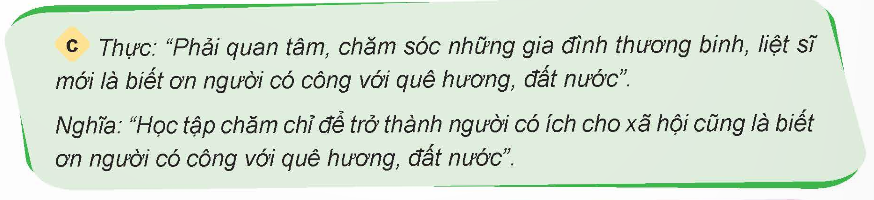 C Thực: “Phải quan tâm, chăm sóc những gia đình thương binh, liệt sĩ
mới là biết ơn người có công với quê hương, đất nước”.
Nghĩa: “Học tập chăm chỉ để trở thành người có ích cho xã hội cũng là biết
ơn người có công với quê hương, đất nước”.